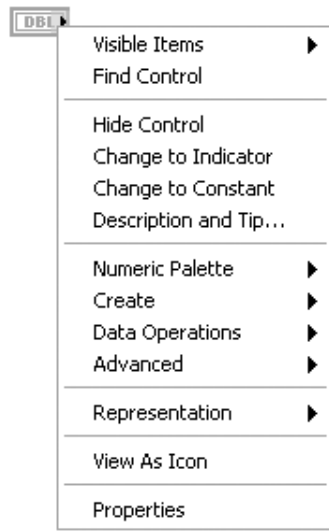 DBL
Visible Items
Find Control
Hide Control
Change to Indicator
Change to Constant
Description and Tip...
Numeric Palette
Create
Data Operations
Advanced
Representation
View As Icon
Properties